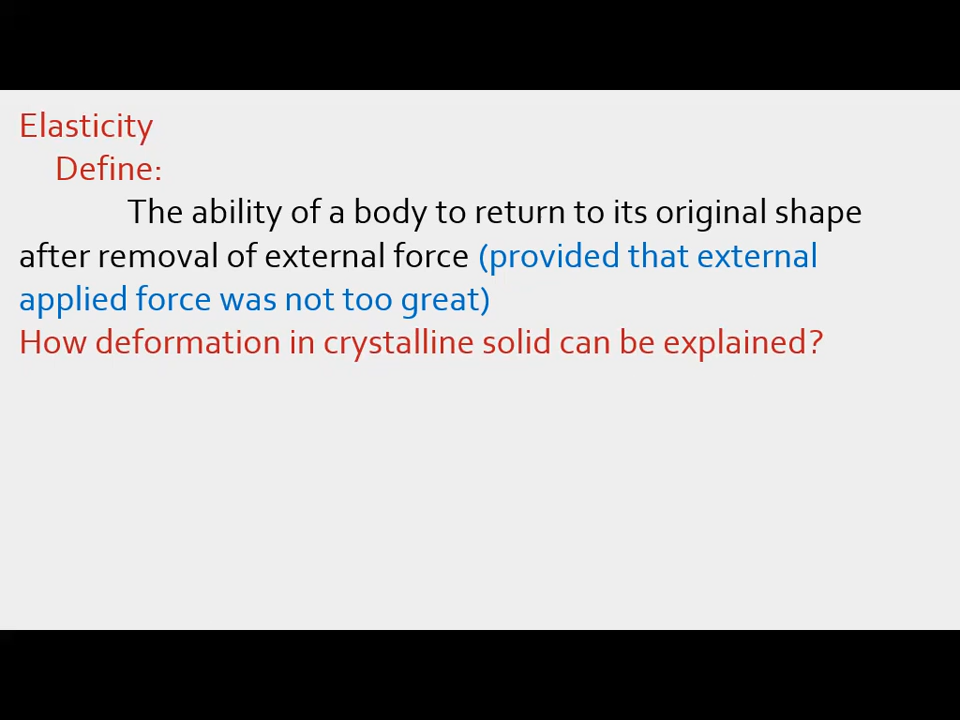 Elasticity
Define:
The ability of a body to return to its original shape
after removal of external force (provided that external
applied force was not too great)
How deformation in crystalline solid can be explained?